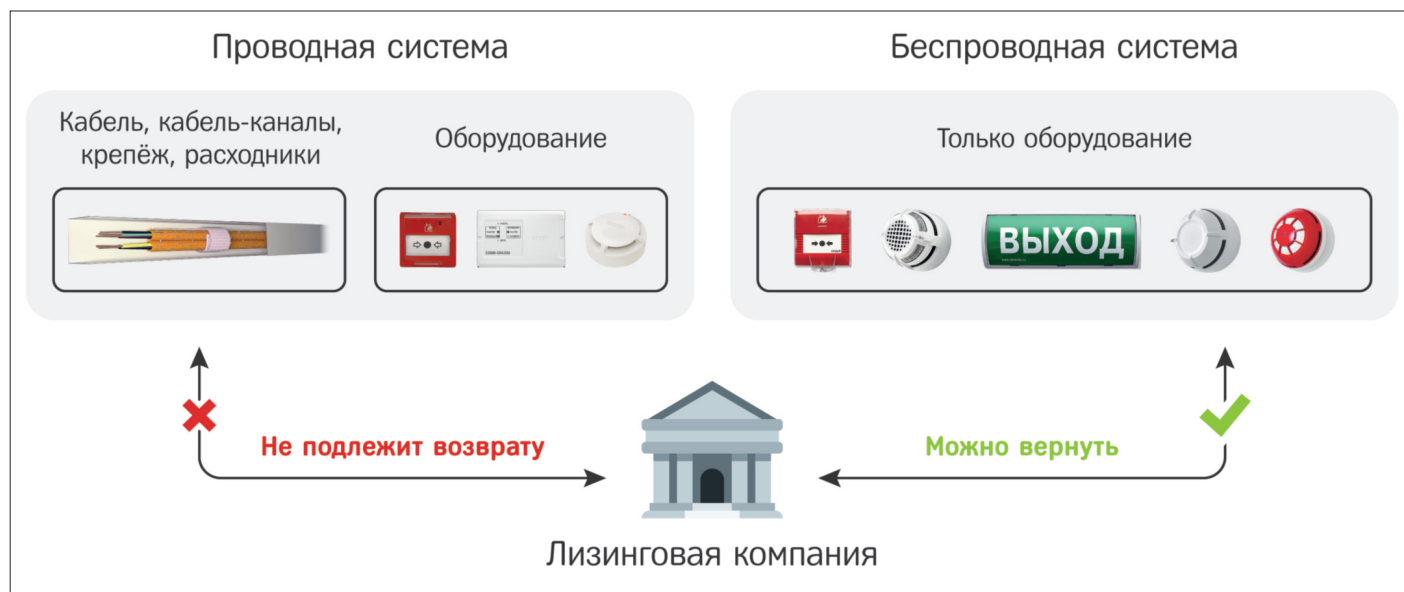 Проводная система
Беспроводная система
Кабель, кабель-каналы,
крепёж, расходники
Оборудование
Только оборудование
ВЫХОД
Не подлежит возврату
Можно вернуть
Лизинговая компания